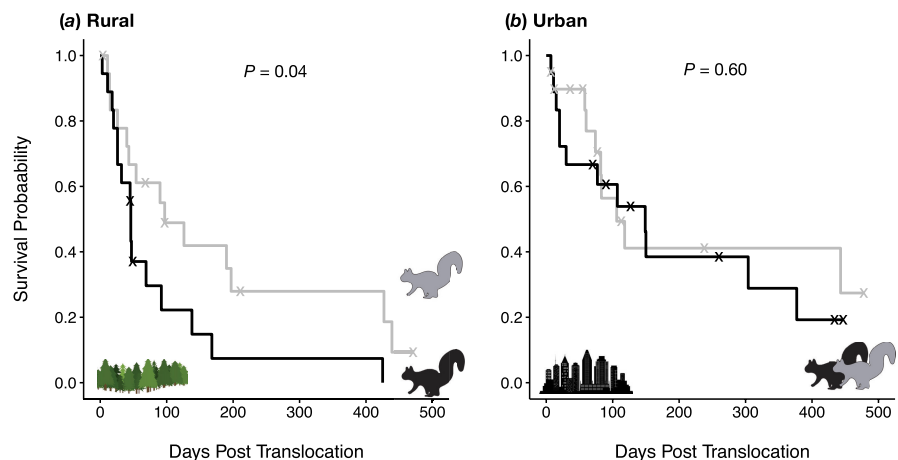 (a) Rural
(b) Urban
P = 0.04
P = 0.60
Survival Probaability
1.0
0.8
0.6
0.4
0.2
0.0
0 100 200 300 400 500
Days Post Translocation
1.0
0.8
0.6
0.4
0.2
0.0
0 100 200 300 400 500
Days Post Translocation